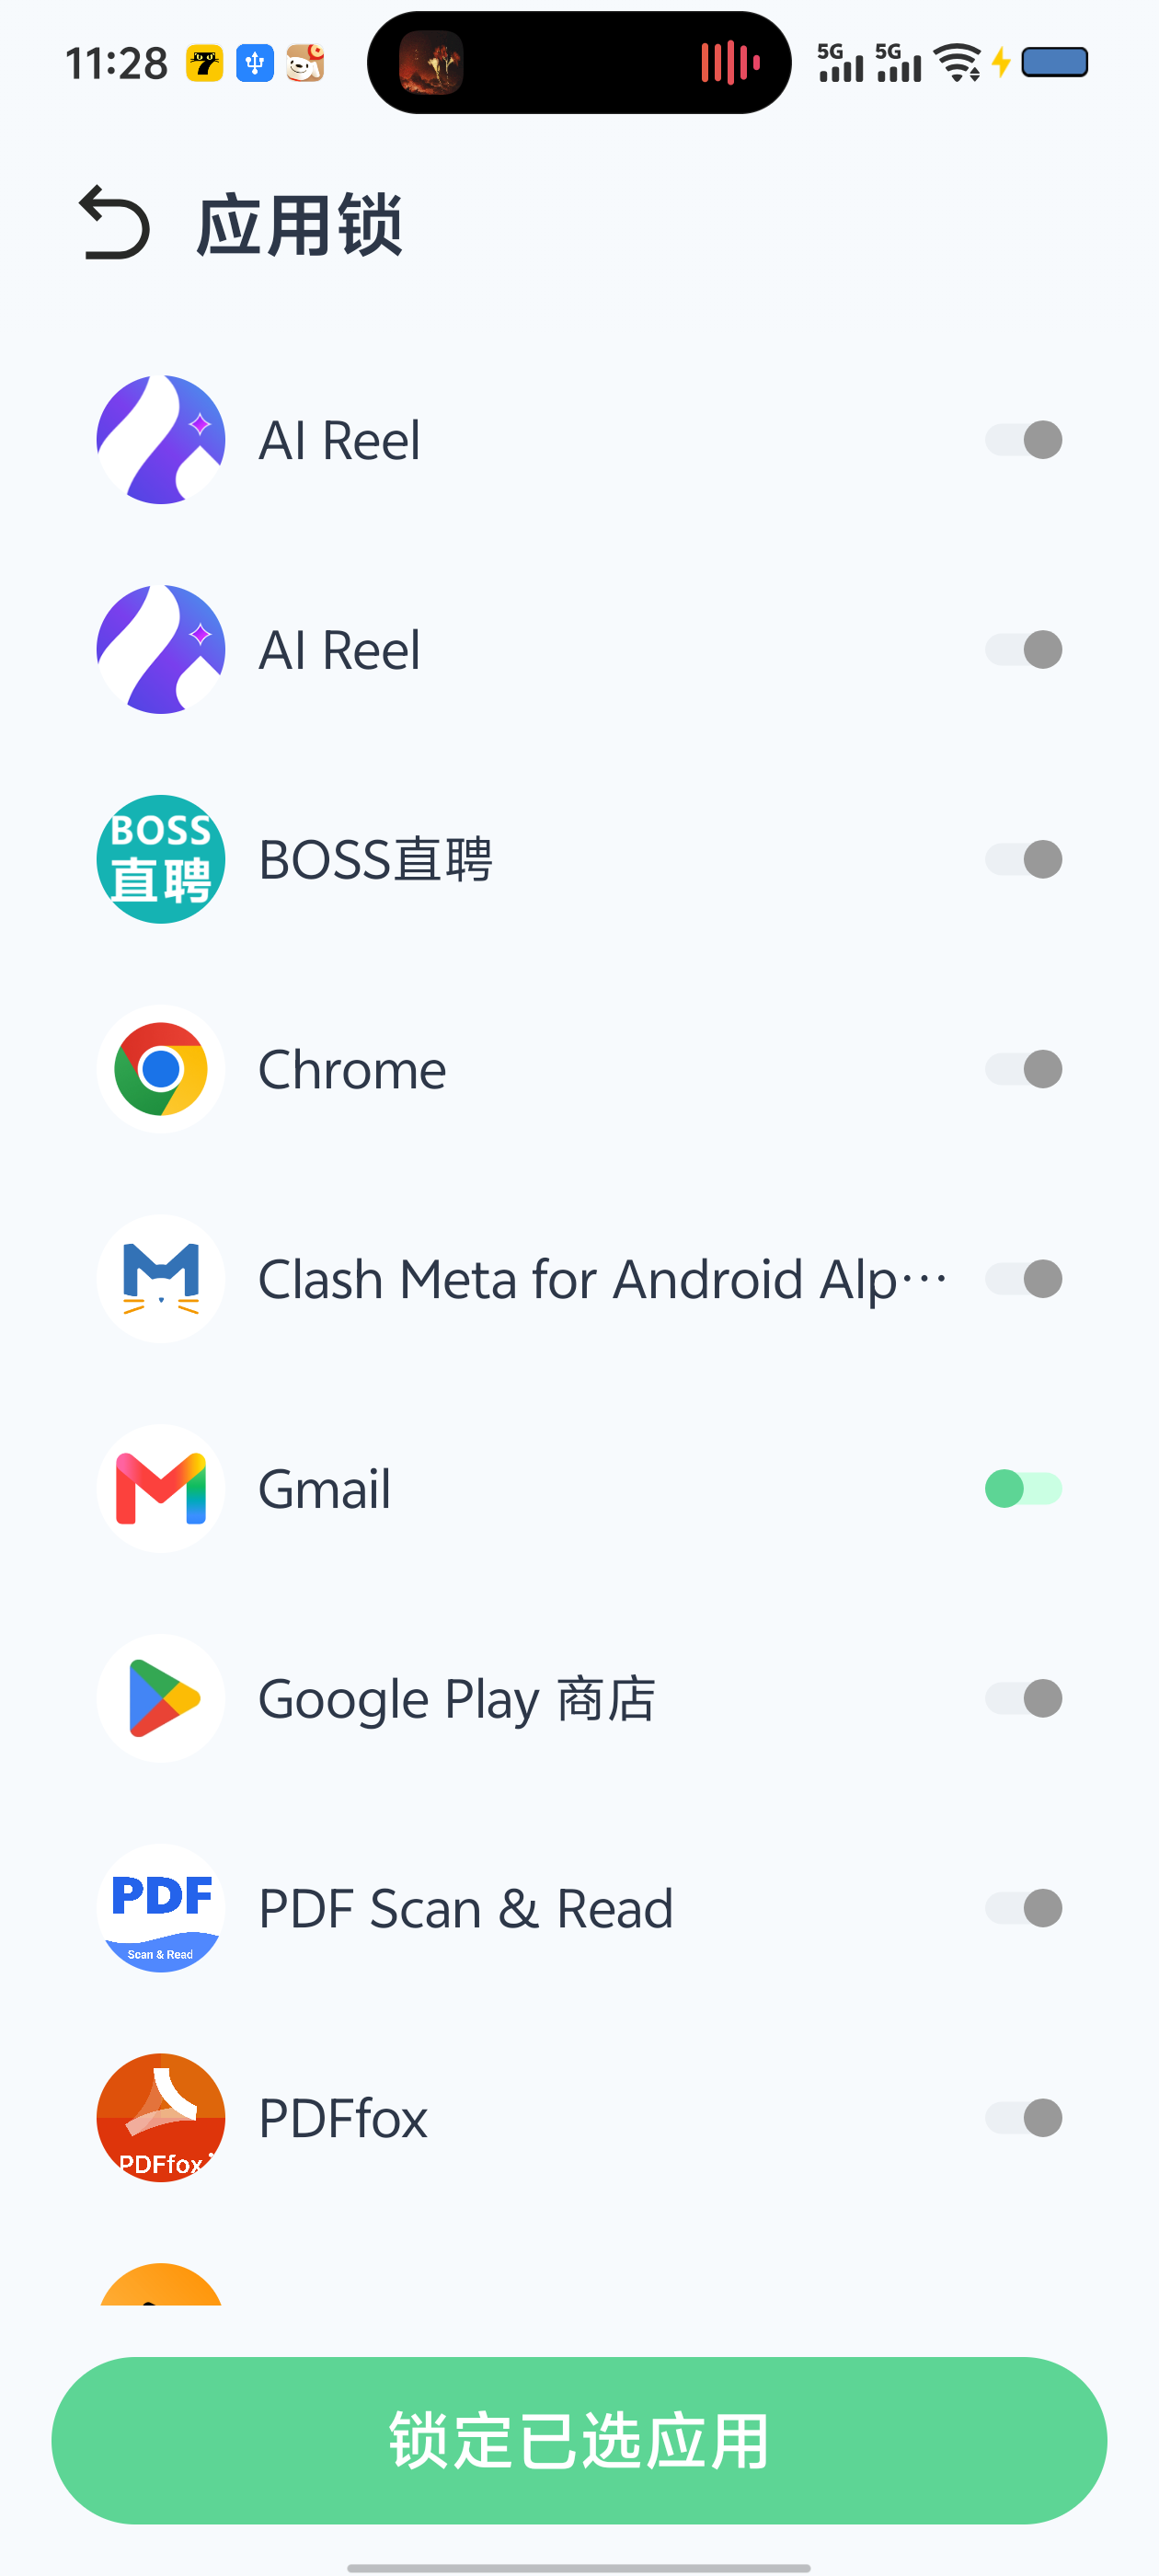 11:28
5G 5G
应用锁
AI Reel
AI Reel
BOSS
直聘
BOSS直聘
Chrome
Clash Meta for Android Alp···
Gmail
Google Play 商店
PDF
Scan & Read
PDF Scan & Read
PDFfox
PDFfox
锁定已选应用